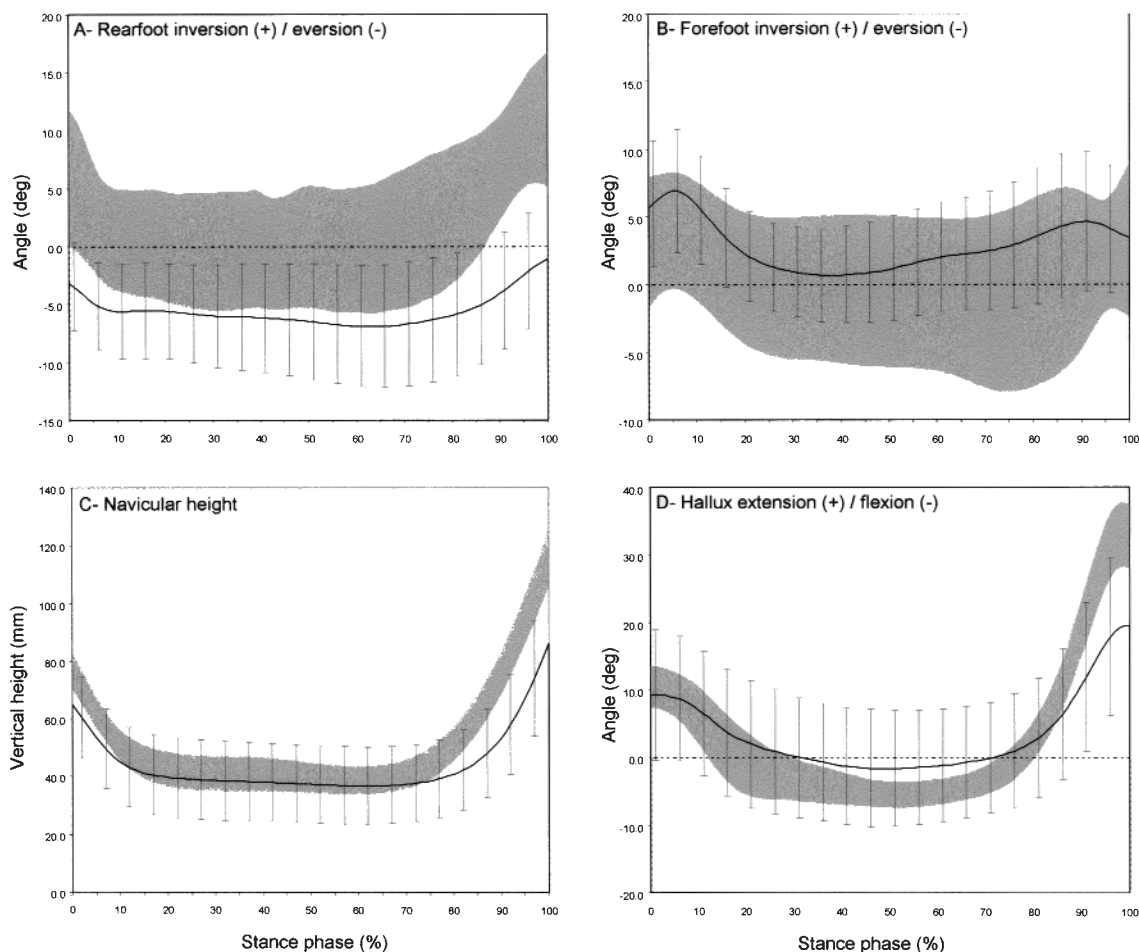 A- Rearfoot inversion (+) / eversion (-)
20.0
15.0
10.0
5.0
0.0
-5.0
-10.0
-15.0
Angle (deg)
0 10 20 30 40 50 60 70 80 90 100
B- Forefoot inversion (+) / eversion (-)
20.0
15.0
10.0
5.0
0.0
-5.0
-10.0
Angle (deg)
0 10 20 30 40 50 60 70 80 90 100
C- Navicular height
140.0
120.0
100.0
80.0
60.0
40.0
20.0
0.0
Vertical height (mm)
0 10 20 30 40 50 60 70 80 90 100
Stance phase (%)
D- Hallux extension (+) / flexion (-)
40.0
30.0
20.0
10.0
0.0
-10.0
-20.0
Angle (deg)
0 10 20 30 40 50 60 70 80 90 100
Stance phase (%)